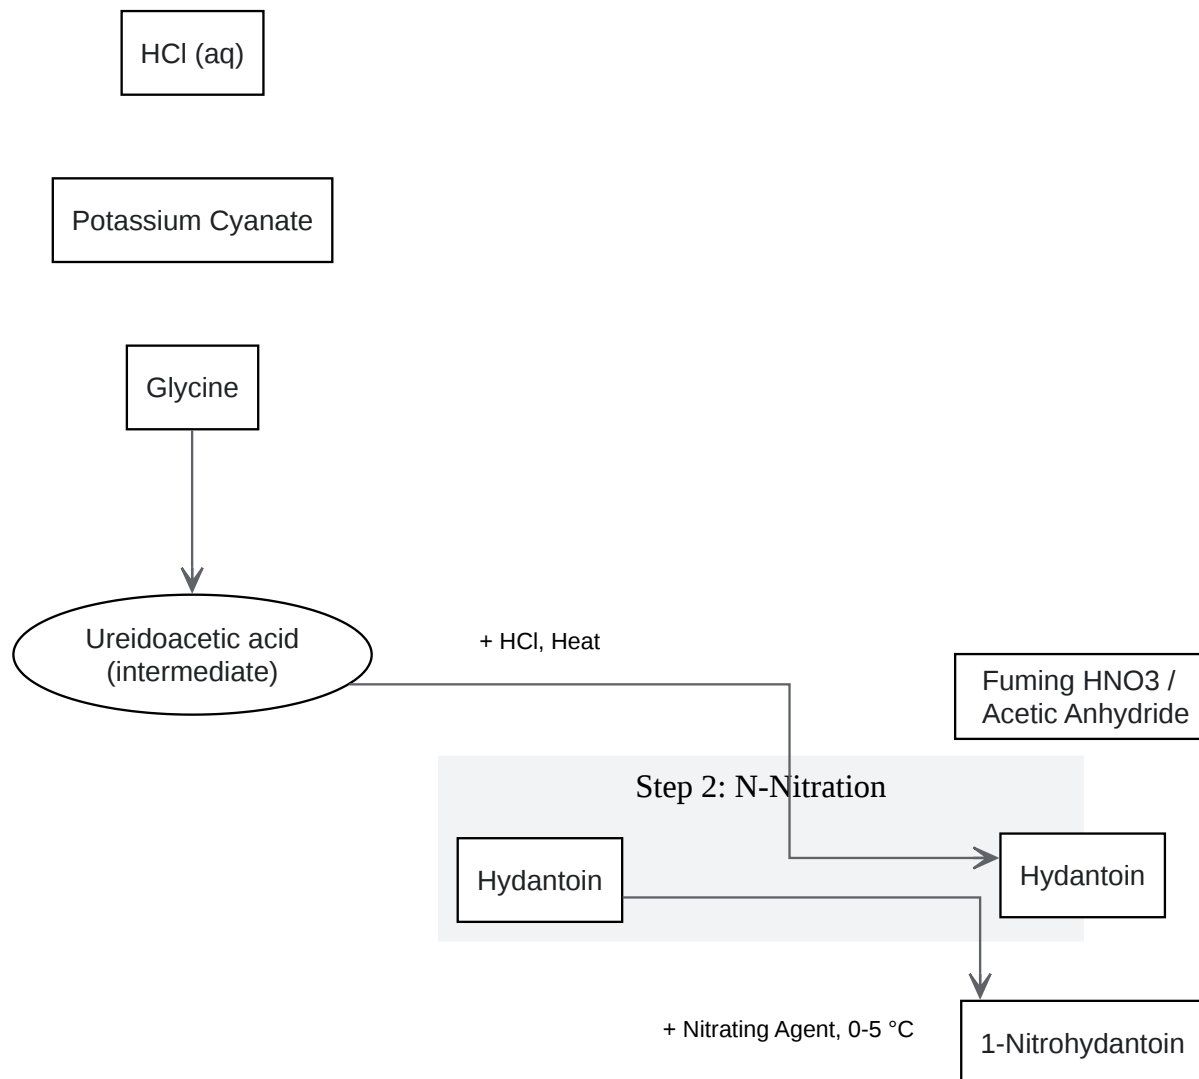 HCl (aq)
Potassium Cyanate
Glycine
Ureidoacetic acid
(intermediate)
+ HCl, Heat
Fuming HNO3 /
Acetic Anhydride
Step 2: N-Nitration
Hydantoin
Hydantoin
+ Nitrating Agent, 0-5 °C
1-Nitrohydantoin